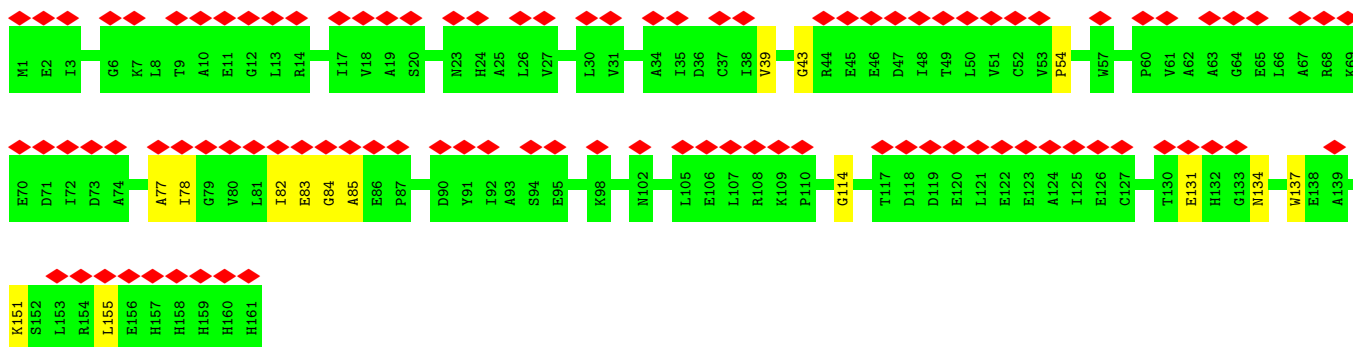 M1 E2 I3 G6 K7 L8 T9 A10 E11 G12 L13 R14 I17 V18 A19 S20 N23 H24 A25 L26 V27 L30 V31 A34 I35 D36 C37 I38 V39 G43 R44 E45 E46 D47 I48 T49 L50 V51 C52 V53 P54 W57 P60 V61 A62 A63 G64 E65 L66 A67 R68 K69
E70 D71 I72 D73 A74 A77 I78 G79 V80 L81 I82 E83 G84 A85 E86 P87 D90 Y91 I92 A93 S94 E95 K98 N102 L105 E106 L107 R108 K109 P110 G114 T117 D118 D119 E120 L121 E122 E123 A124 I125 E126 C127 T130 E131 H132 G133 N134 W137 E138 A139
K151 S152 L153 R154 L155 E156 H157 H158 H159 H160 H161